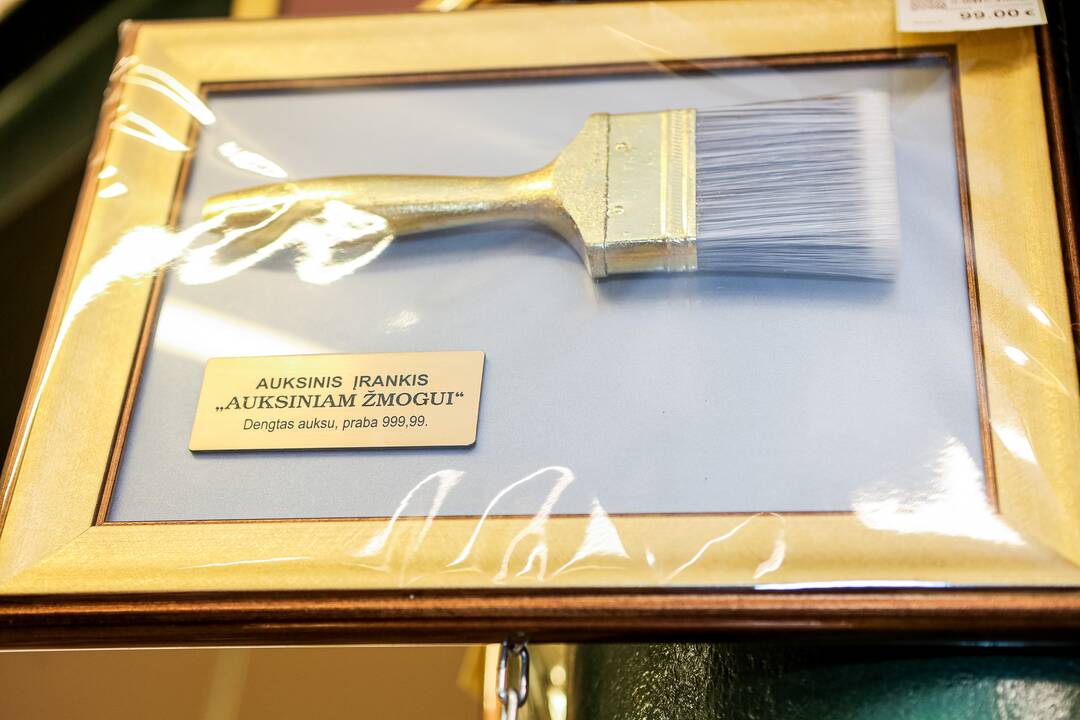 99.00 €
AUKSINIS ĮRANKIS
„AUKSINIAM ŽMOGUI“
Dengtas auksu, praba 999,99.